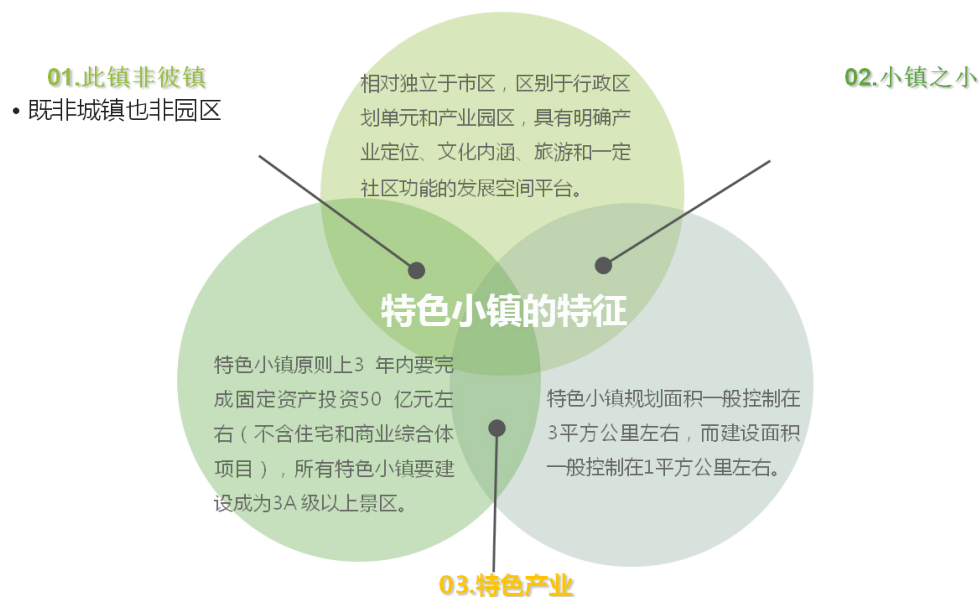 01.此镇非彼镇
• 既非城镇也非园区
02.小镇之小
相对独立于市区，区别于行政区
划单元和产业园区，具有明确产
业定位、文化内涵、旅游和一定
社区功能的发展空间平台。
特色小镇的特征
特色小镇原则上3 年内要完
成固定资产投资50 亿元左
右（不含住宅和商业综合体
项目），所有特色小镇要建
设成为3A 级以上景区。
特色小镇规划面积一般控制在
3平方公里左右，而建设面积
一般控制在1平方公里左右。
03.特色产业